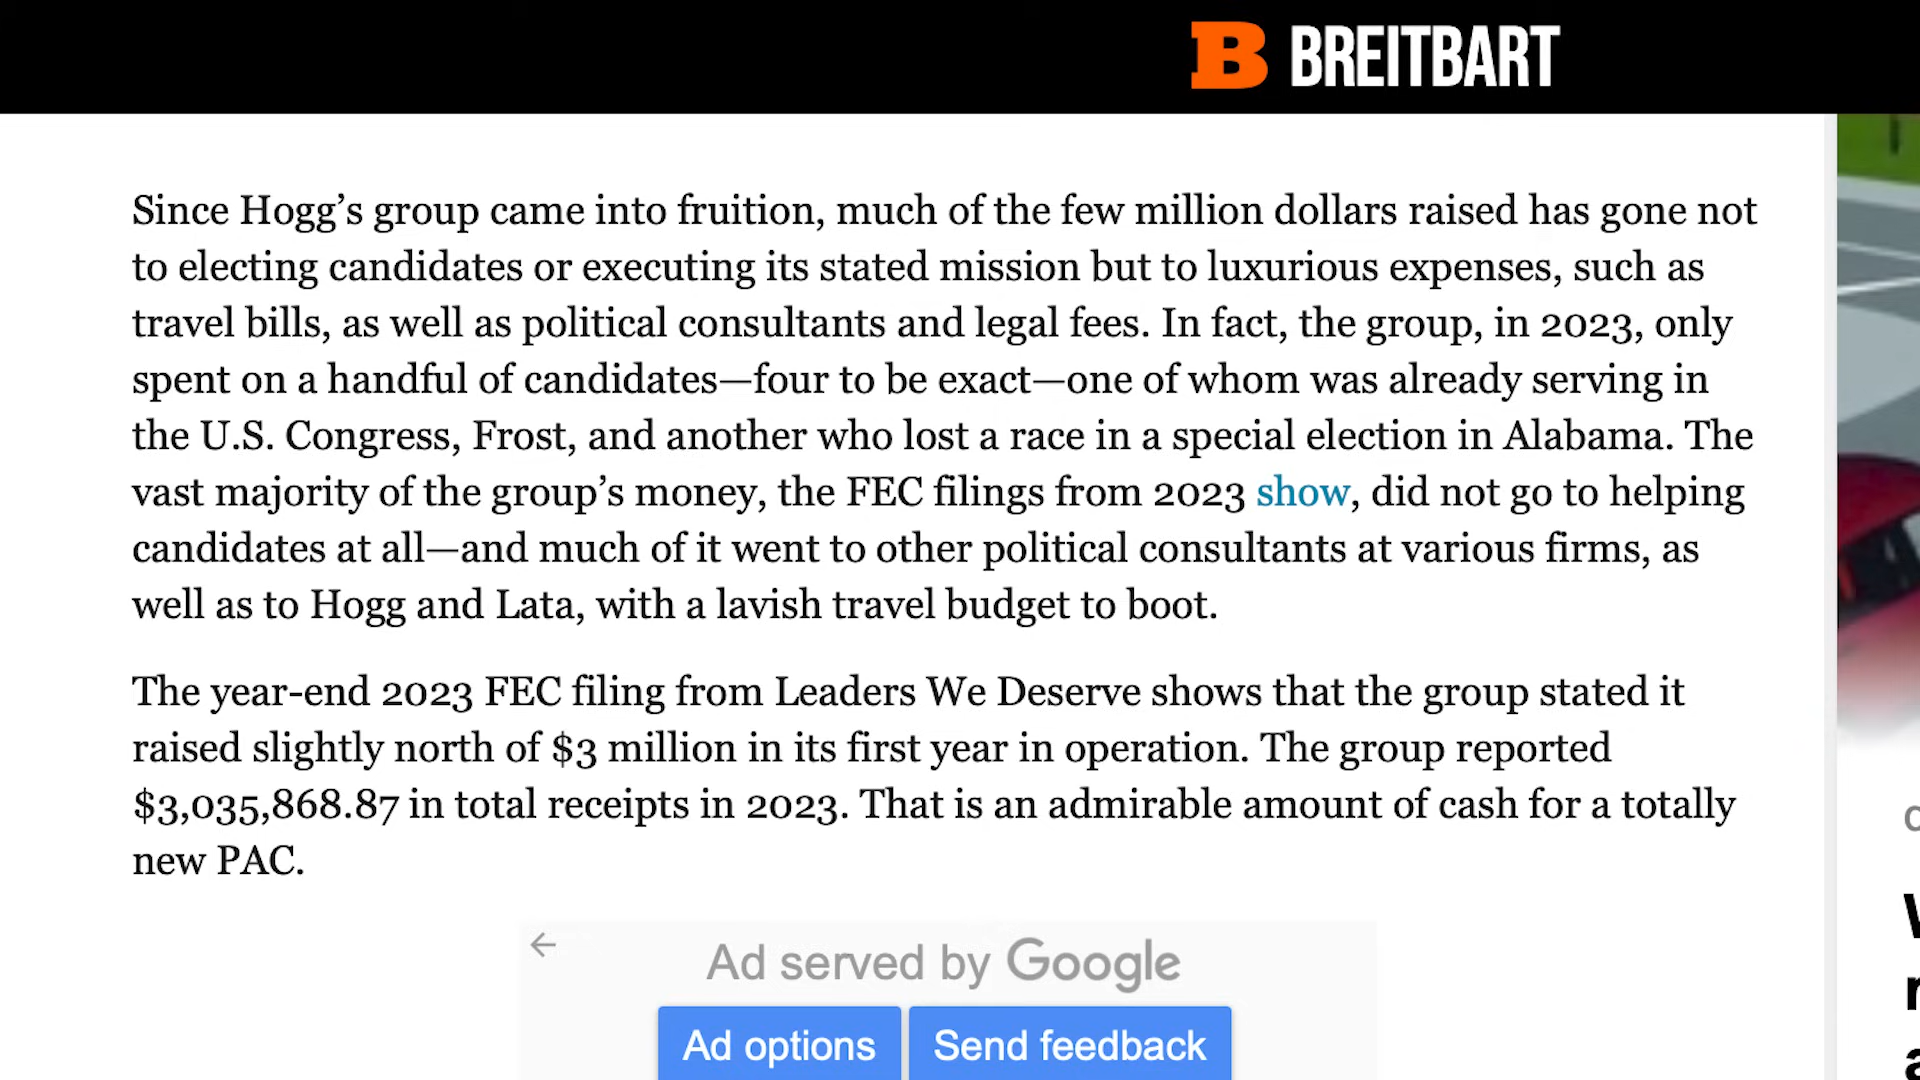 B BREITBART
Since Hogg’s group came into fruition, much of the few million dollars raised has gone not
to electing candidates or executing its stated mission but to luxurious expenses, such as
travel bills, as well as political consultants and legal fees. In fact, the group, in 2023, only
spent on a handful of candidates—four to be exact—one of whom was already serving in
the U.S. Congress, Frost, and another who lost a race in a special election in Alabama. The
vast majority of the group’s money, the FEC filings from 2023 show, did not go to helping
candidates at all—and much of it went to other political consultants at various firms, as
well as to Hogg and Lata, with a lavish travel budget to boot.
The year-end 2023 FEC filing from Leaders We Deserve shows that the group stated it
raised slightly north of $3 million in its first year in operation. The group reported
$3,035,868.87 in total receipts in 2023. That is an admirable amount of cash for a totally
new PAC.
Ad served by Google
Ad options Send feedback